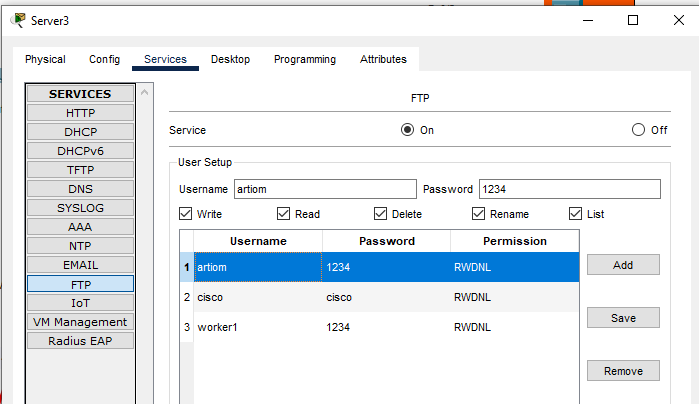 Server3
Physical Config Services Desktop Programming Attributes
SERVICES
HTTP
DHCP
DHCPv6
TFTP
DNS
SYSLOG
AAA
NTP
EMAIL
FTP
IoT
VM Management
Radius EAP
FTP
Service On Off
User Setup
Username artiom Password 1234
Write Read Delete Rename List
Username Password Permission
1 artiom 1234 RWDNL
2 cisco cisco RWDNL
3 worker1 1234 RWDNL
Add
Save
Remove